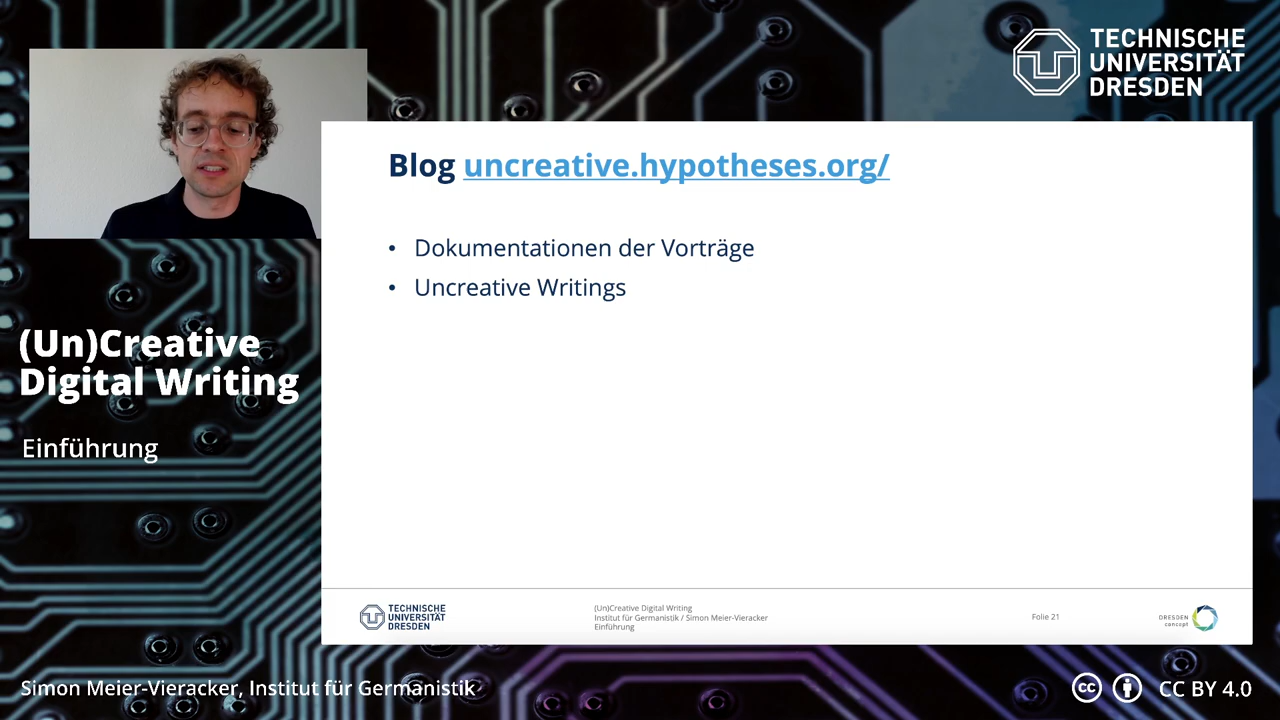 TECHNISCHE
UNIVERSITÄT
DRESDEN
Blog uncreative.hypotheses.org/
• Dokumentationen der Vorträge
• Uncreative Writings
(Un)Creative
Digital Writing
Einführung
TECHNISCHE
UNIVERSITÄT
DRESDEN
(Un)Creative Digital Writing
Institut für Germanistik / Simon Meier-Vieracker
Einführung
Folie 21
DRESDEN
concept
Simon Meier-Vieracker, Institut für Germanistik
cc CC BY 4.0